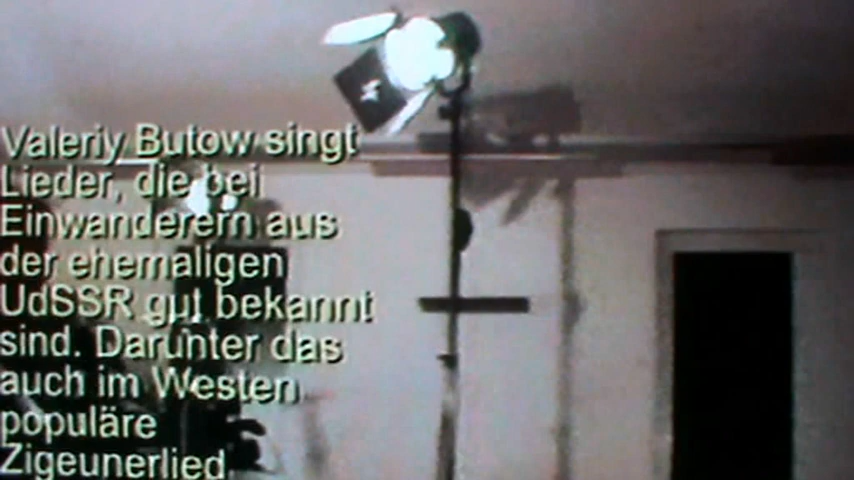 Valeriy Butow singt
Lieder, die bei
Einwanderern aus
der ehemaligen
UdSSR gut bekannt
sind. Darunter das
auch im Westen
populäre
Zigeunerlied